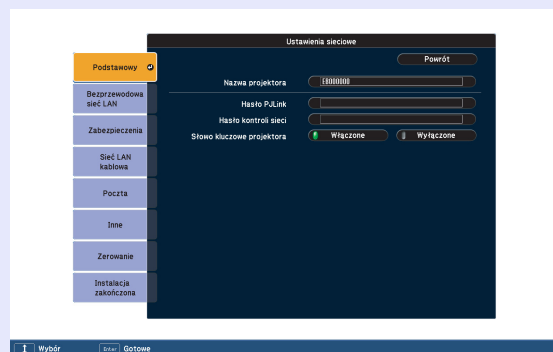 Ustawienia sieciowe
Powrót
Podstawowy
Bezprzewodowa
sieć LAN
Zabezpieczenia
Sieć LAN
kablowa
Poczta
Inne
Zerowanie
Instalacja
zakończona
Nazwa projektora EB000000
Hasło PJLink
Hasło kontroli sieci
Słowo kluczowe projektora Włączone Wyłączone
Wybór Enter Gotowe